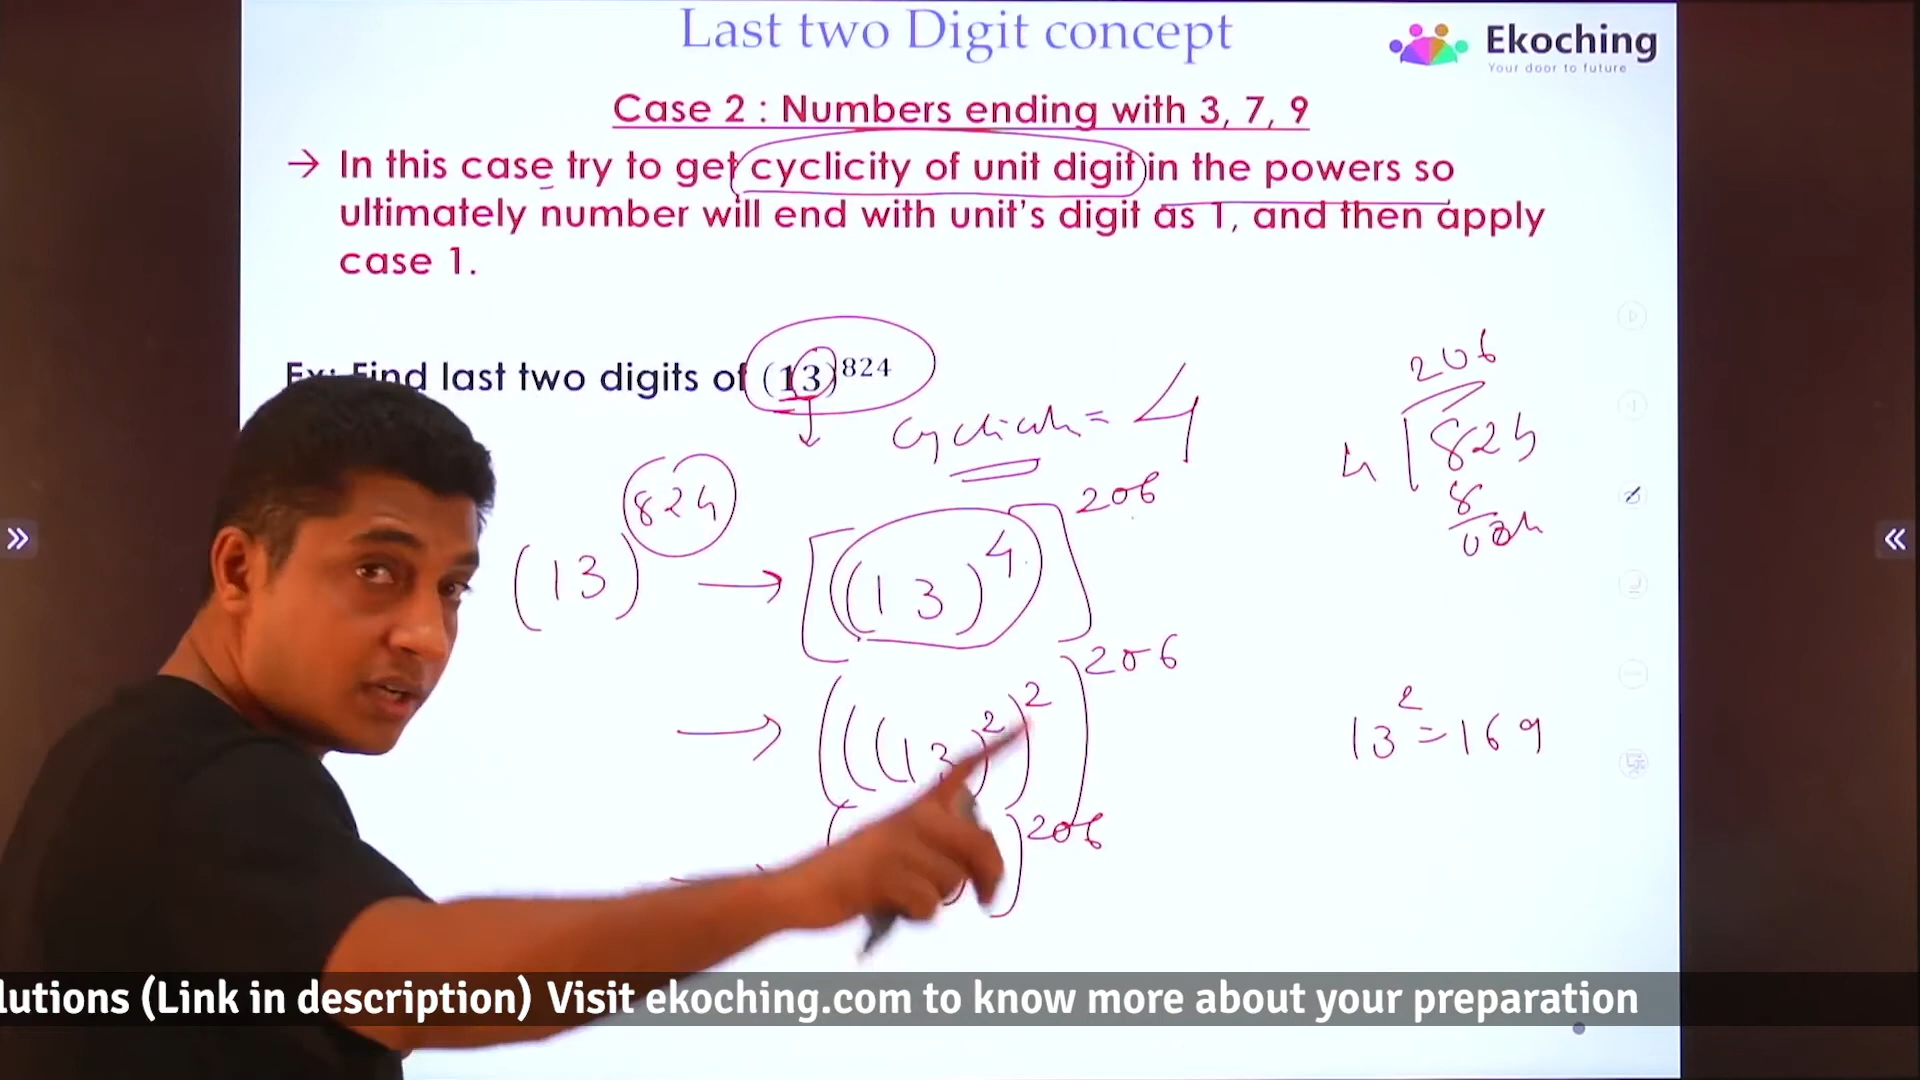 Last two Digit concept
Ekoching
Your door to future
Case 2 : Numbers ending with 3, 7, 9
→ In this case try to get cyclicity of unit digit in the powers so
ultimately number will end with unit's digit as 1, and then apply
case 1.
Ex: Find last two digits of (13)^824
= 4
206
4 824
8
024
(13)^824 → [(13)^4]^206
→ (((13)^2)^2)^206
13^2 = 169
)^206
lutions (Link in description) Visit ekoching.com to know more about your preparation